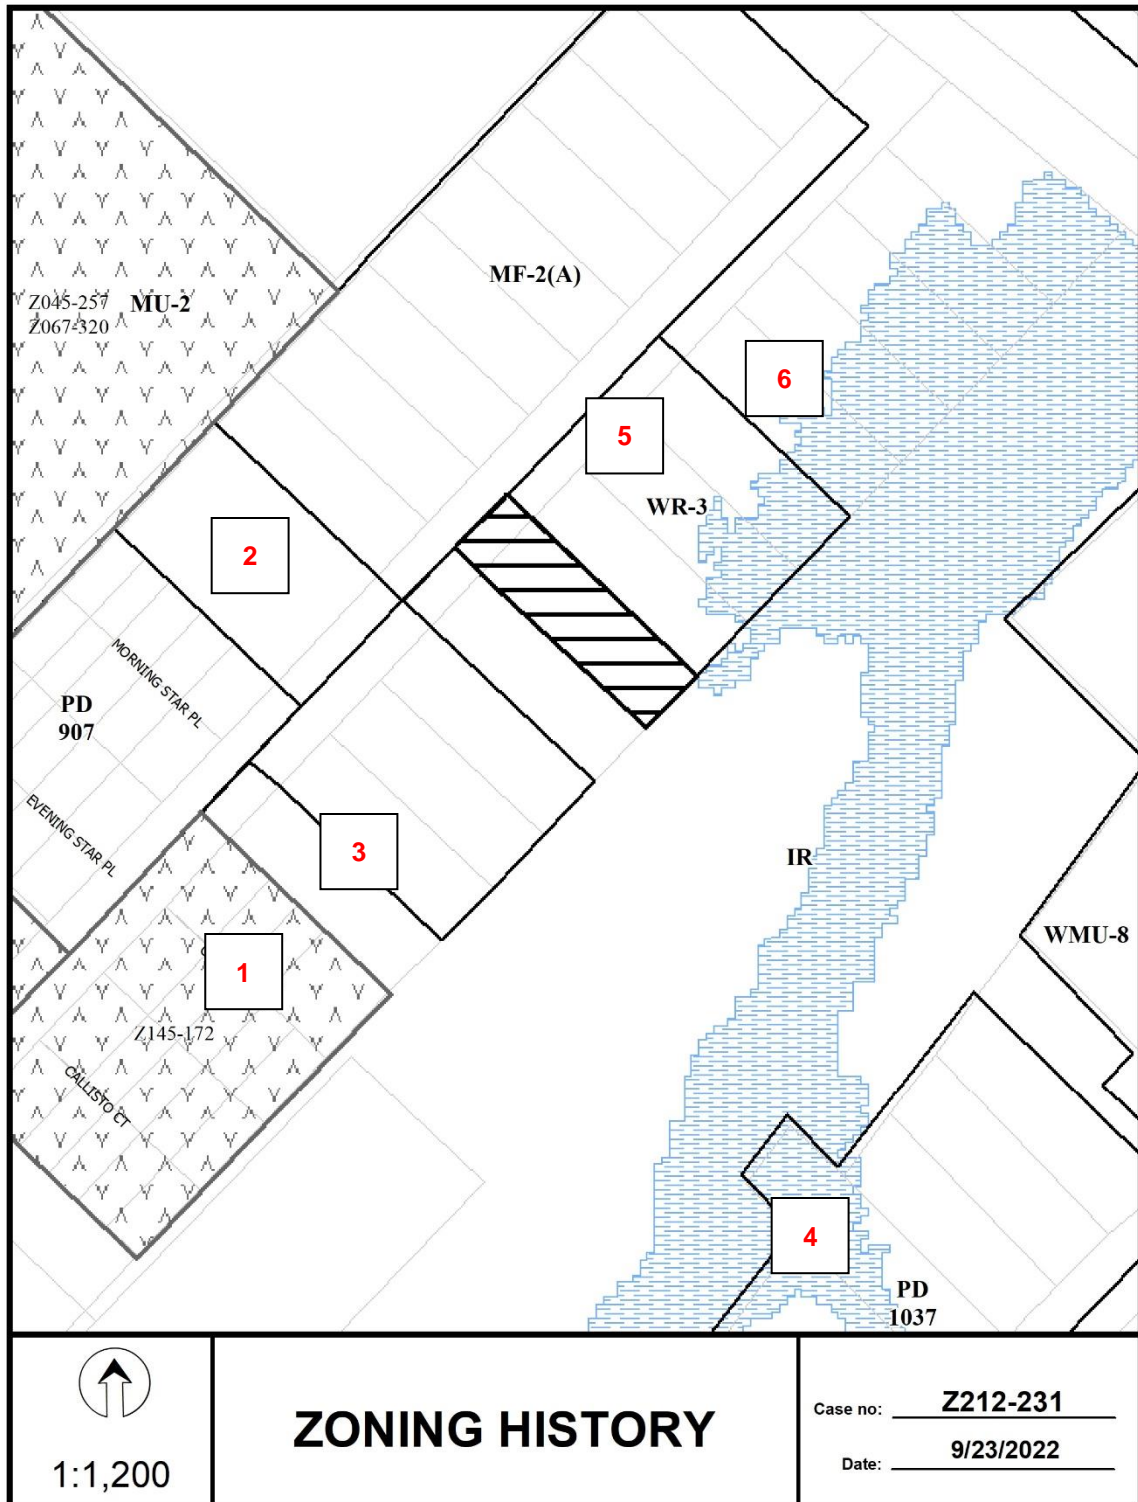 MF-2(A)
Z045-257
MU-2
Z067-320
6
5
WR-3
2
MORNING STAR PL
PD
907
EVENING STAR PL
3
IR
WMU-8
1
Z145-172
CALLISTO CT
4
PD
1037
1:1,200
ZONING HISTORY
Case no: Z212-231
Date: 9/23/2022